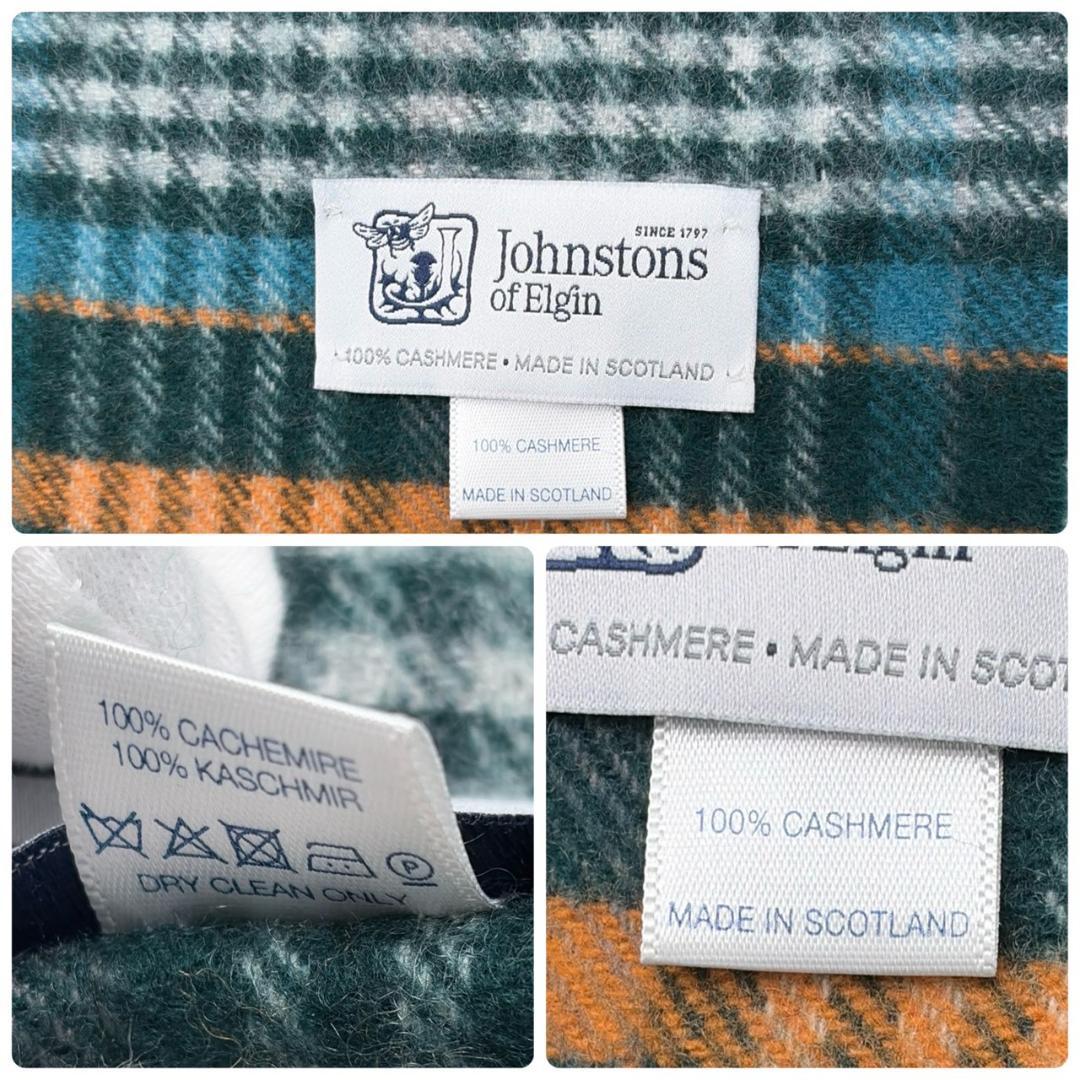 SINCE 1797
Johnstons
of Elgin
100% CASHMERE • MADE IN SCOTLAND
100% CASHMERE
MADE IN SCOTLAND
100% CACHEMIRE
100% KASCHMIR
P
DRY CLEAN ONLY
CASHMERE • MADE IN SCOT
100% CASHMERE
MADE IN SCOTLAND